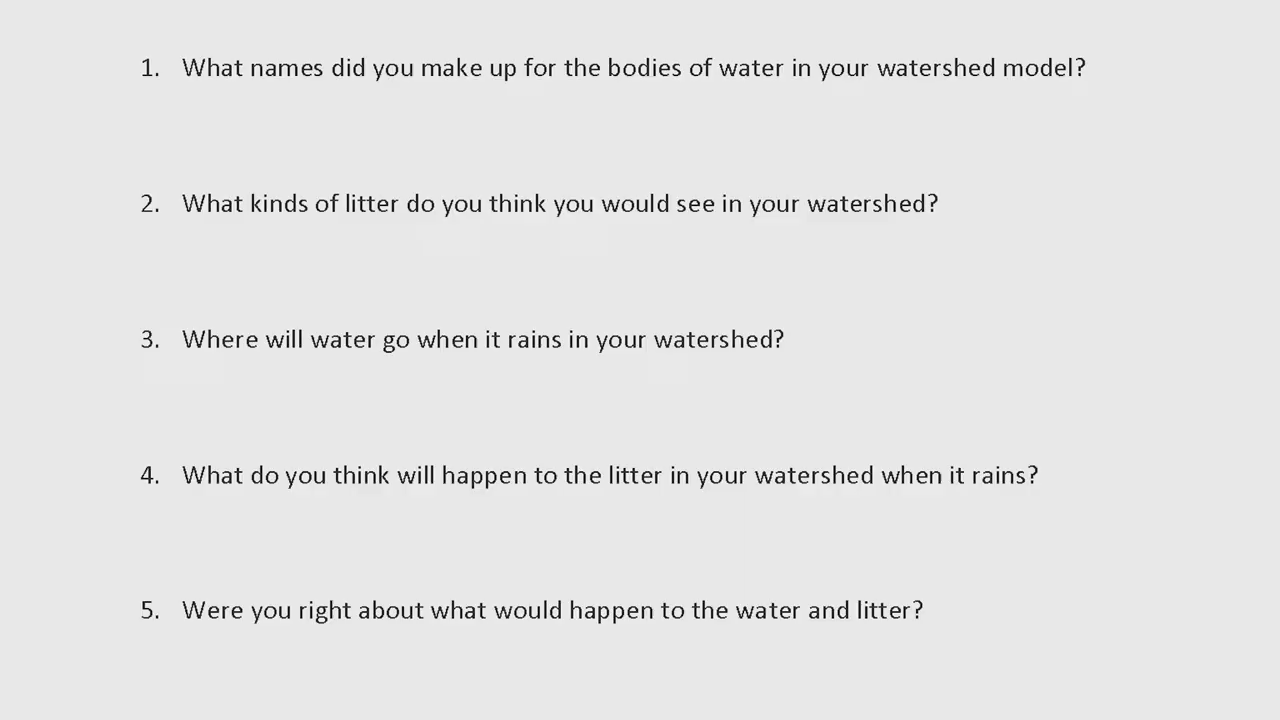 1. What names did you make up for the bodies of water in your watershed model?
2. What kinds of litter do you think you would see in your watershed?
3. Where will water go when it rains in your watershed?
4. What do you think will happen to the litter in your watershed when it rains?
5. Were you right about what would happen to the water and litter?